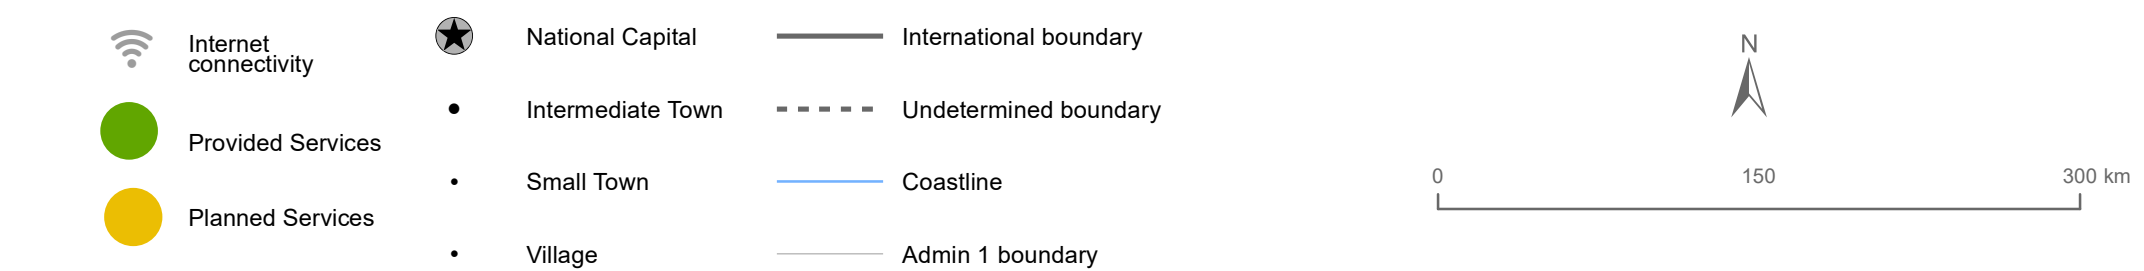 Internet
connectivity
Provided Services
Planned Services
National Capital
Intermediate Town
Small Town
Village
International boundary
Undetermined boundary
Coastline
Admin 1 boundary
N
0 150 300 km